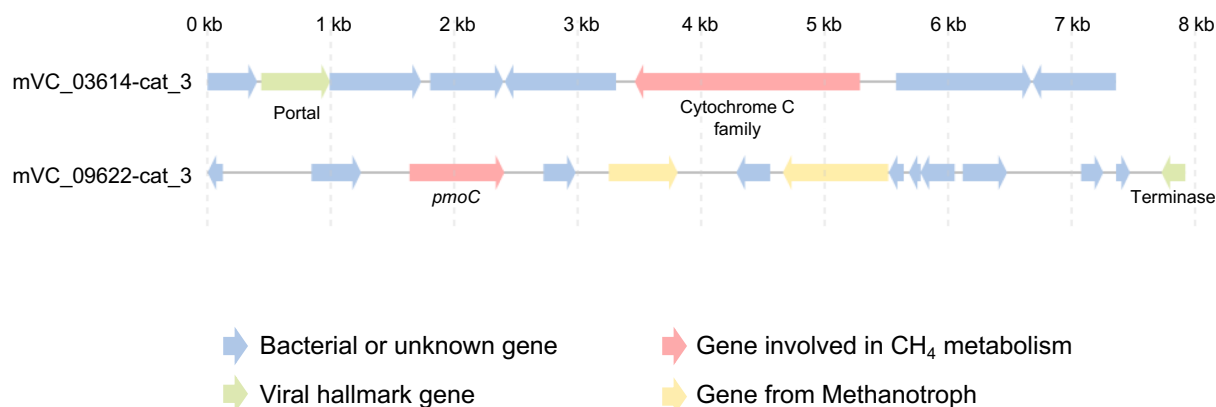 0 kb 1 kb 2 kb 3 kb 4 kb 5 kb 6 kb 7 kb 8 kb
mVC_03614-cat_3
Portal
Cytochrome C
family
mVC_09622-cat_3
pmoC
Terminase
Bacterial or unknown gene
Gene involved in CH₄ metabolism
Viral hallmark gene
Gene from Methanotroph